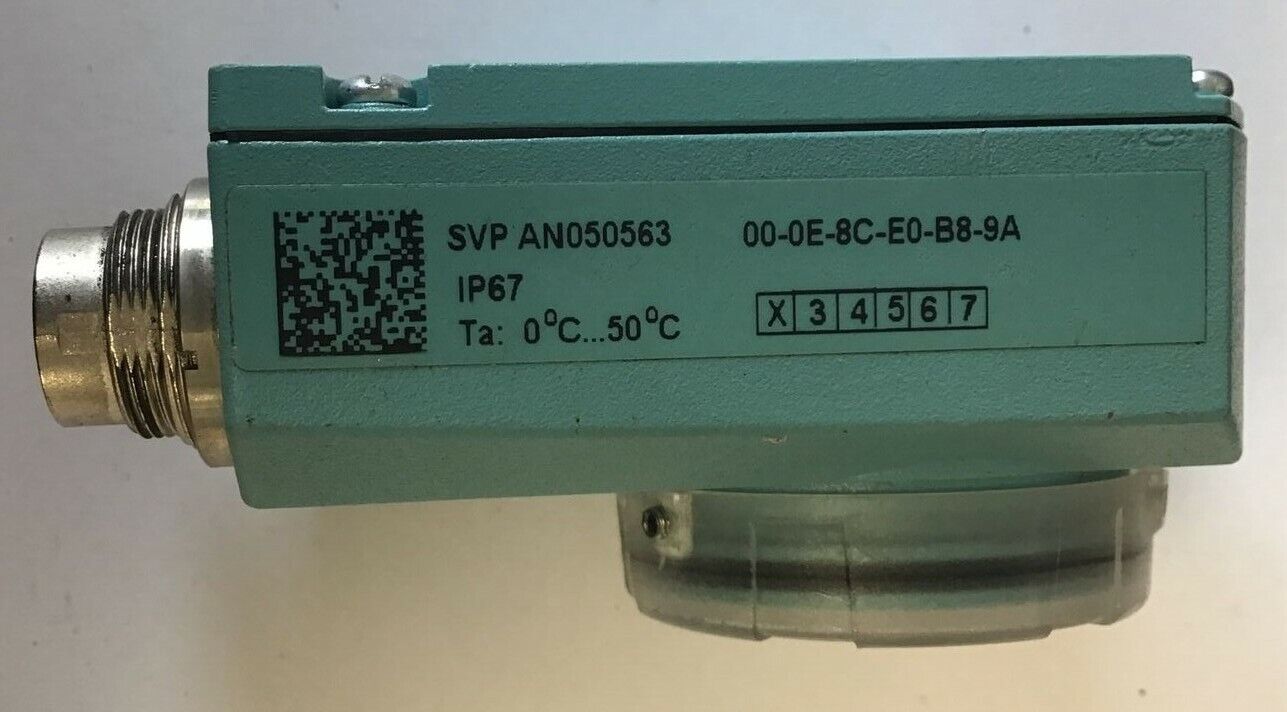 SVP AN050563 00-0E-8C-E0-B8-9A
IP67
Ta: 0°C...50°C
X 3 4 5 6 7